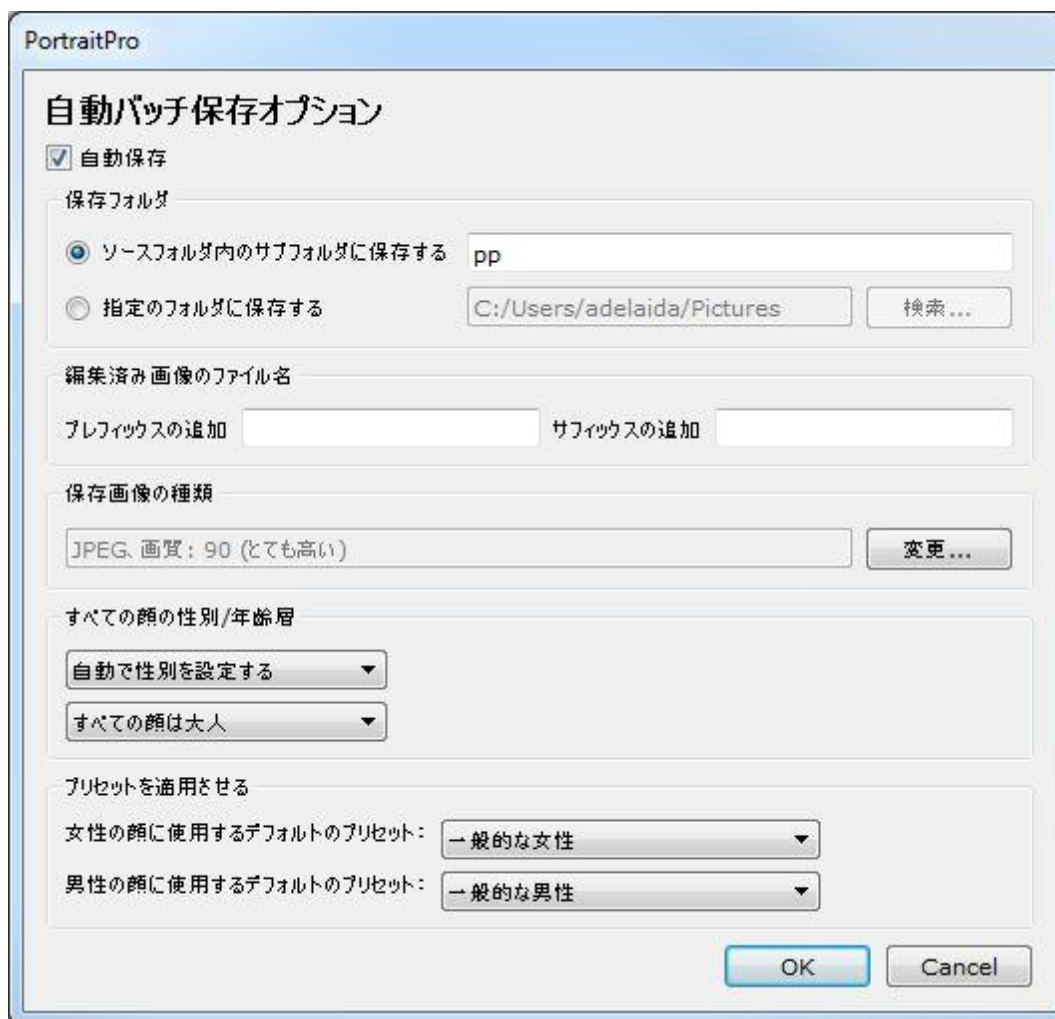 PortraitPro
自動バッチ保存オプション
自動保存
保存フォルダ
ソースフォルダ内のサブフォルダに保存する pp
指定のフォルダに保存する C:/Users/adelaida/Pictures 検索...
編集済み画像のファイル名
プレフィックスの追加 サフィックスの追加
保存画像の種類
JPEG、画質: 90 (とても高い) 変更...
すべての顔の性別/年齢層
自動で性別を設定する
すべての顔は大人
プリセットを適用させる
女性の顔に使用するデフォルトのプリセット: 一般的な女性
男性の顔に使用するデフォルトのプリセット: 一般的な男性
OK Cancel